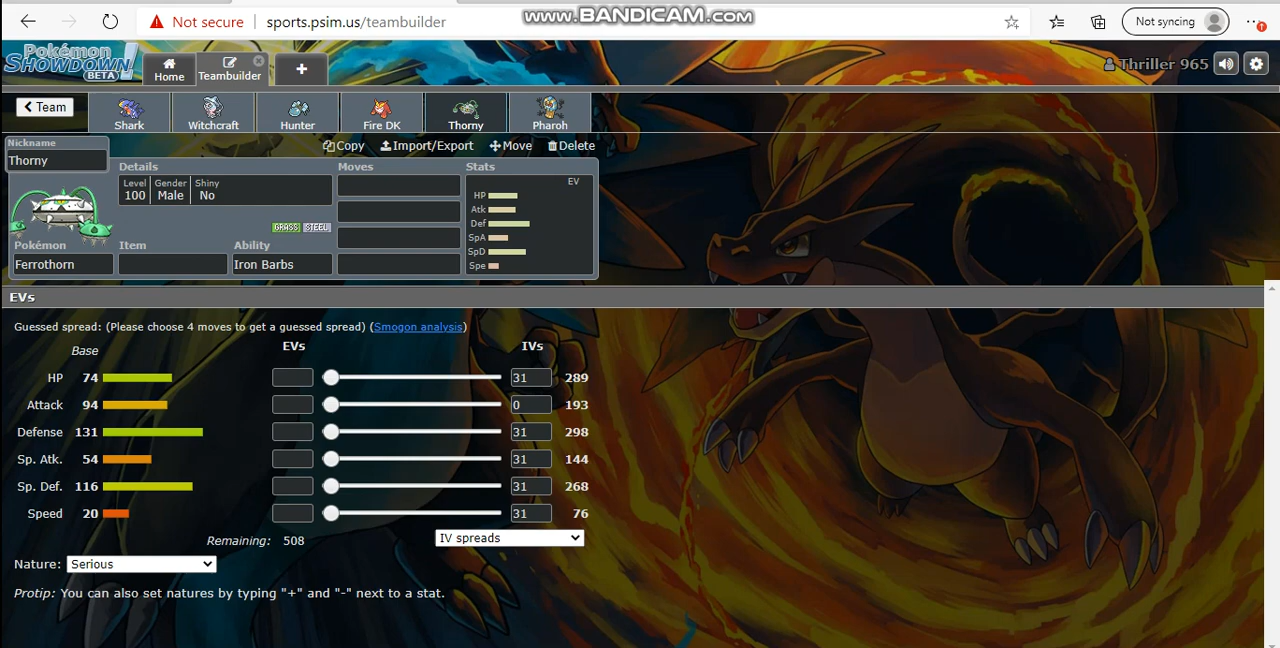 www.BANDICAM.com
Not secure sports.psim.us/teambuilder Not syncing
Pokémon
SHOWDOWN!
BETA
Home Teambuilder + Thriller 965
Team Shark Witchcraft Hunter Fire DK Thorny Pharoh
Copy Import/Export Move Delete
Nickname
Thorny
Details Moves Stats
Level Gender Shiny EV
100 Male No
HP
Atk
Def
GRASS STEEL
SpA
Pokémon Item Ability SpD
Ferrothorn Iron Barbs Spe
EVs
Guessed spread: (Please choose 4 moves to get a guessed spread) (Smogon analysis)
Base EVs IVs
HP 74 31 289
Attack 94 0 193
Defense 131 31 298
Sp. Atk. 54 31 144
Sp. Def. 116 31 268
Speed 20 31 76
Remaining: 508 IV spreads
Nature: Serious
Protip: You can also set natures by typing "+" and "-" next to a stat.